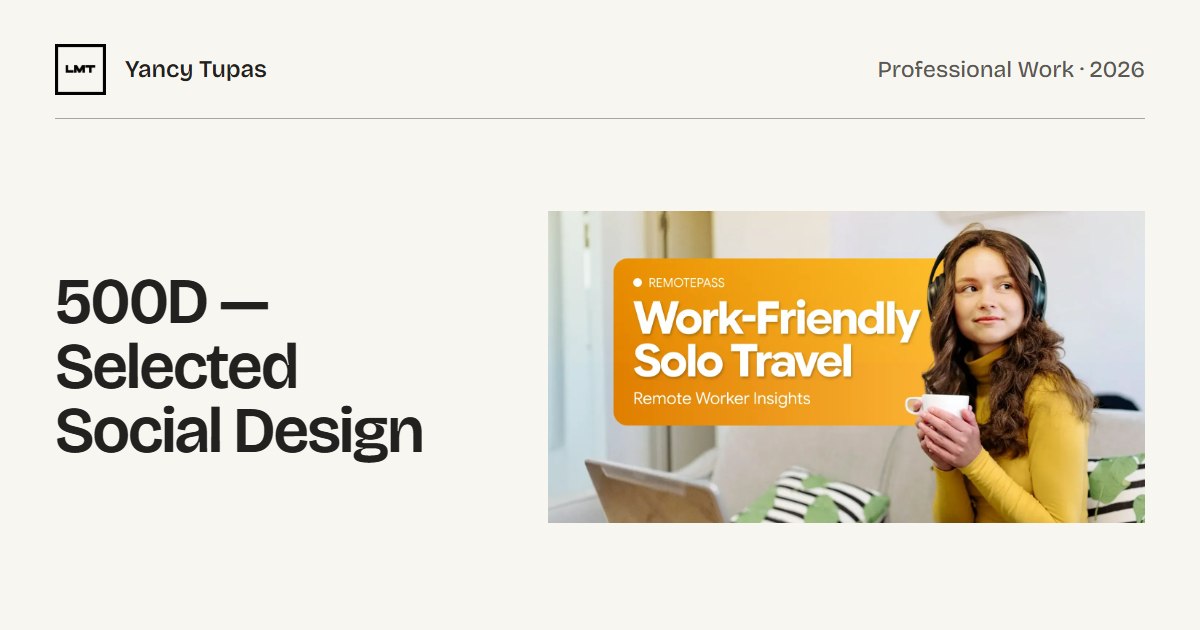 LMT
Yancy Tupas
Professional Work · 2026
500D —
Selected
Social Design
REMOTEPASS
Work-Friendly
Solo Travel
Remote Worker Insights